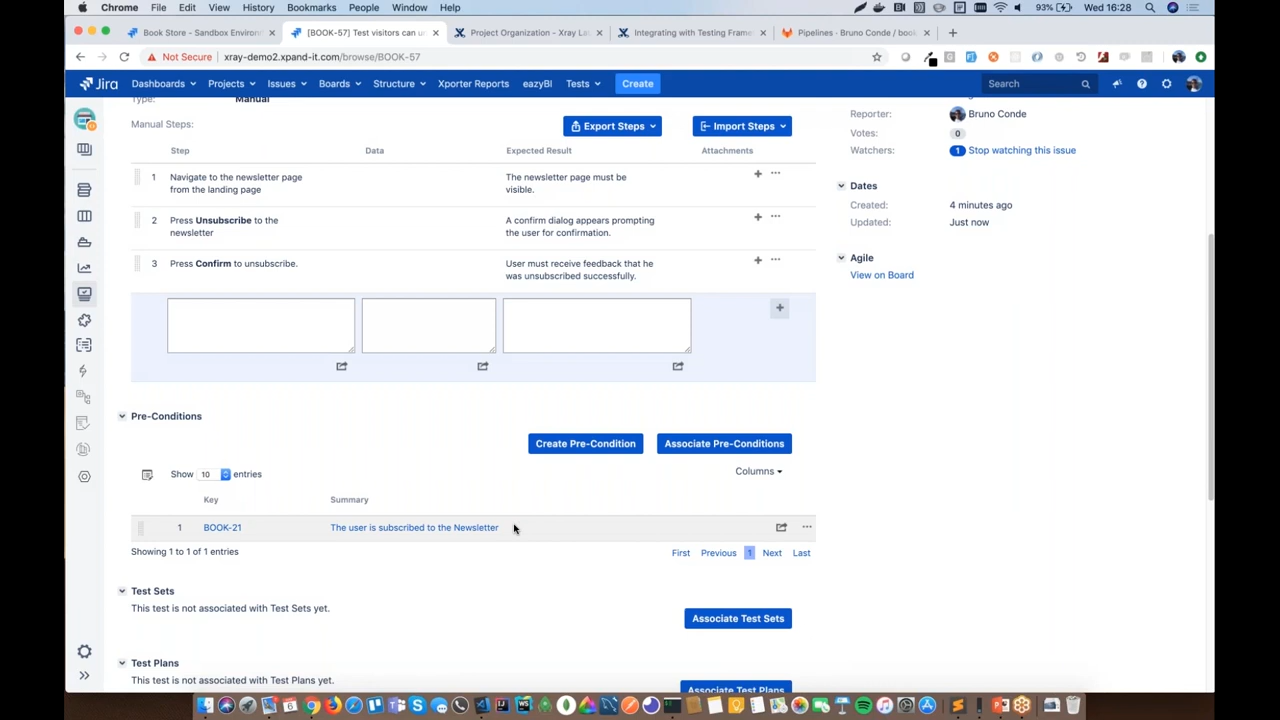 Chrome File Edit View History Bookmarks People Window Help 93% Wed 16:28
Book Store - Sandbox Environ [BOOK-57] Test visitors can u Project Organization - Xray La Integrating with Testing Frame Pipelines · Bruno Conde / book
Not Secure xray-demo2.xpand-it.com/browse/BOOK-57
Jira Dashboards Projects Issues Boards Structure Xporter Reports eazyBI Tests Create Search
Type: Manual
Manual Steps: Export Steps Import Steps
Step Data Expected Result Attachments
1 Navigate to the newsletter page The newsletter page must be
from the landing page visible.
2 Press Unsubscribe to the A confirm dialog appears prompting
newsletter the user for confirmation.
3 Press Confirm to unsubscribe. User must receive feedback that he
was unsubscribed successfully.
Pre-Conditions
Create Pre-Condition Associate Pre-Conditions
Show 10 entries Columns
Key Summary
1 BOOK-21 The user is subscribed to the Newsletter
Showing 1 to 1 of 1 entries First Previous 1 Next Last
Test Sets
This test is not associated with Test Sets yet.
Associate Test Sets
Test Plans
This test is not associated with Test Plans yet.
Associate Test Plans
Reporter: Bruno Conde
Votes: 0
Watchers: 1 Stop watching this issue
Dates
Created: 4 minutes ago
Updated: Just now
Agile
View on Board